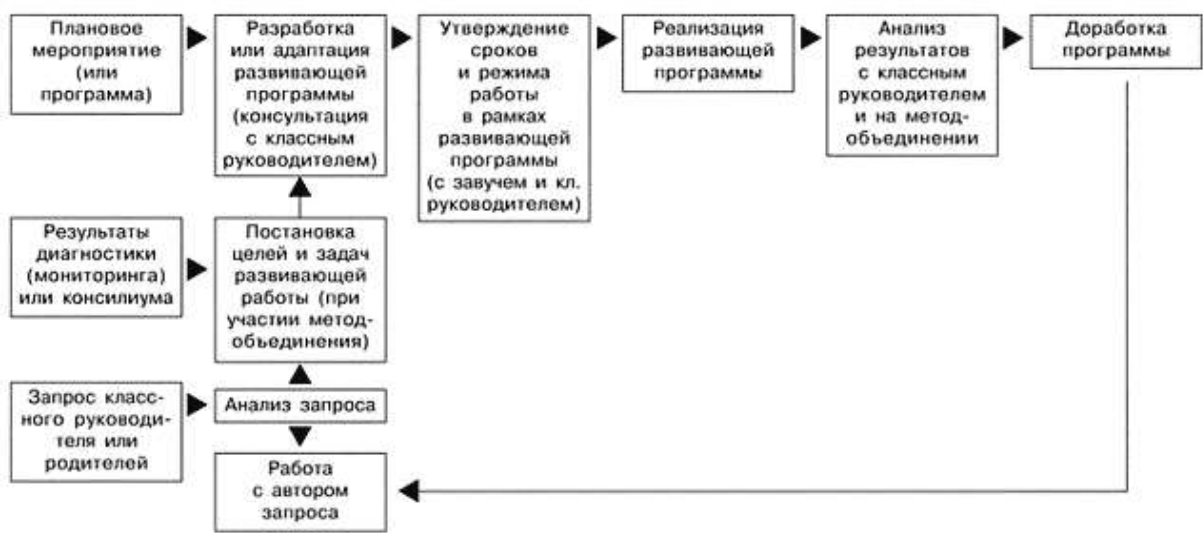 Плановое
мероприятие
(или
программа)
Разработка
или адаптация
развивающей
программы
(консультация
с классным
руководителем)
Утверждение
сроков
и режима
работы
в рамках
развивающей
программы
(с завучем и кл.
руководителем)
Реализация
развивающей
программы
Анализ
результатов
с классным
руководителем
и на метод-
объединении
Доработка
программы
Результаты
диагностики
(мониторинга)
или консилиума
Постановка
целей и задач
развивающей
работы (при
участии метод-
объединения)
Запрос класс-
ного руководи-
теля или
родителей
Анализ запроса
Работа
с автором
запроса